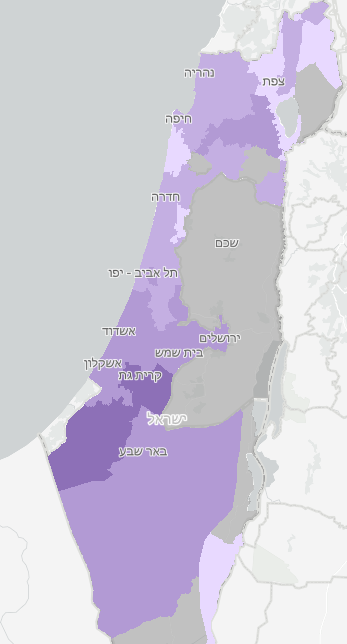 נהריה
צפת
חיפה
חדרה
שכם
תל אביב - יפו
אשדוד
ירושלים
בית שמש
אשקלון
קרית גת
ישראל
באר שבע